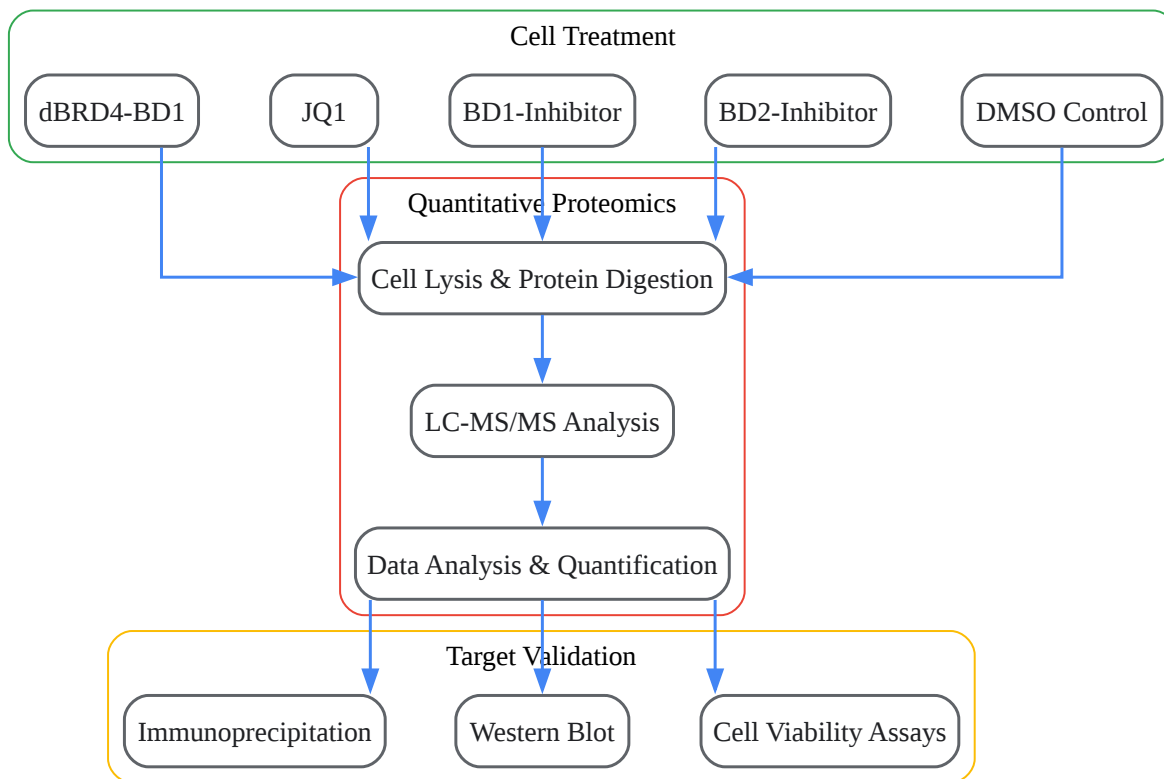 Cell Treatment
dBRD4-BD1
JQ1
BD1-Inhibitor
BD2-Inhibitor
DMSO Control
Quantitative Proteomics
Cell Lysis & Protein Digestion
LC-MS/MS Analysis
Data Analysis & Quantification
Target Validation
Immunoprecipitation
Western Blot
Cell Viability Assays